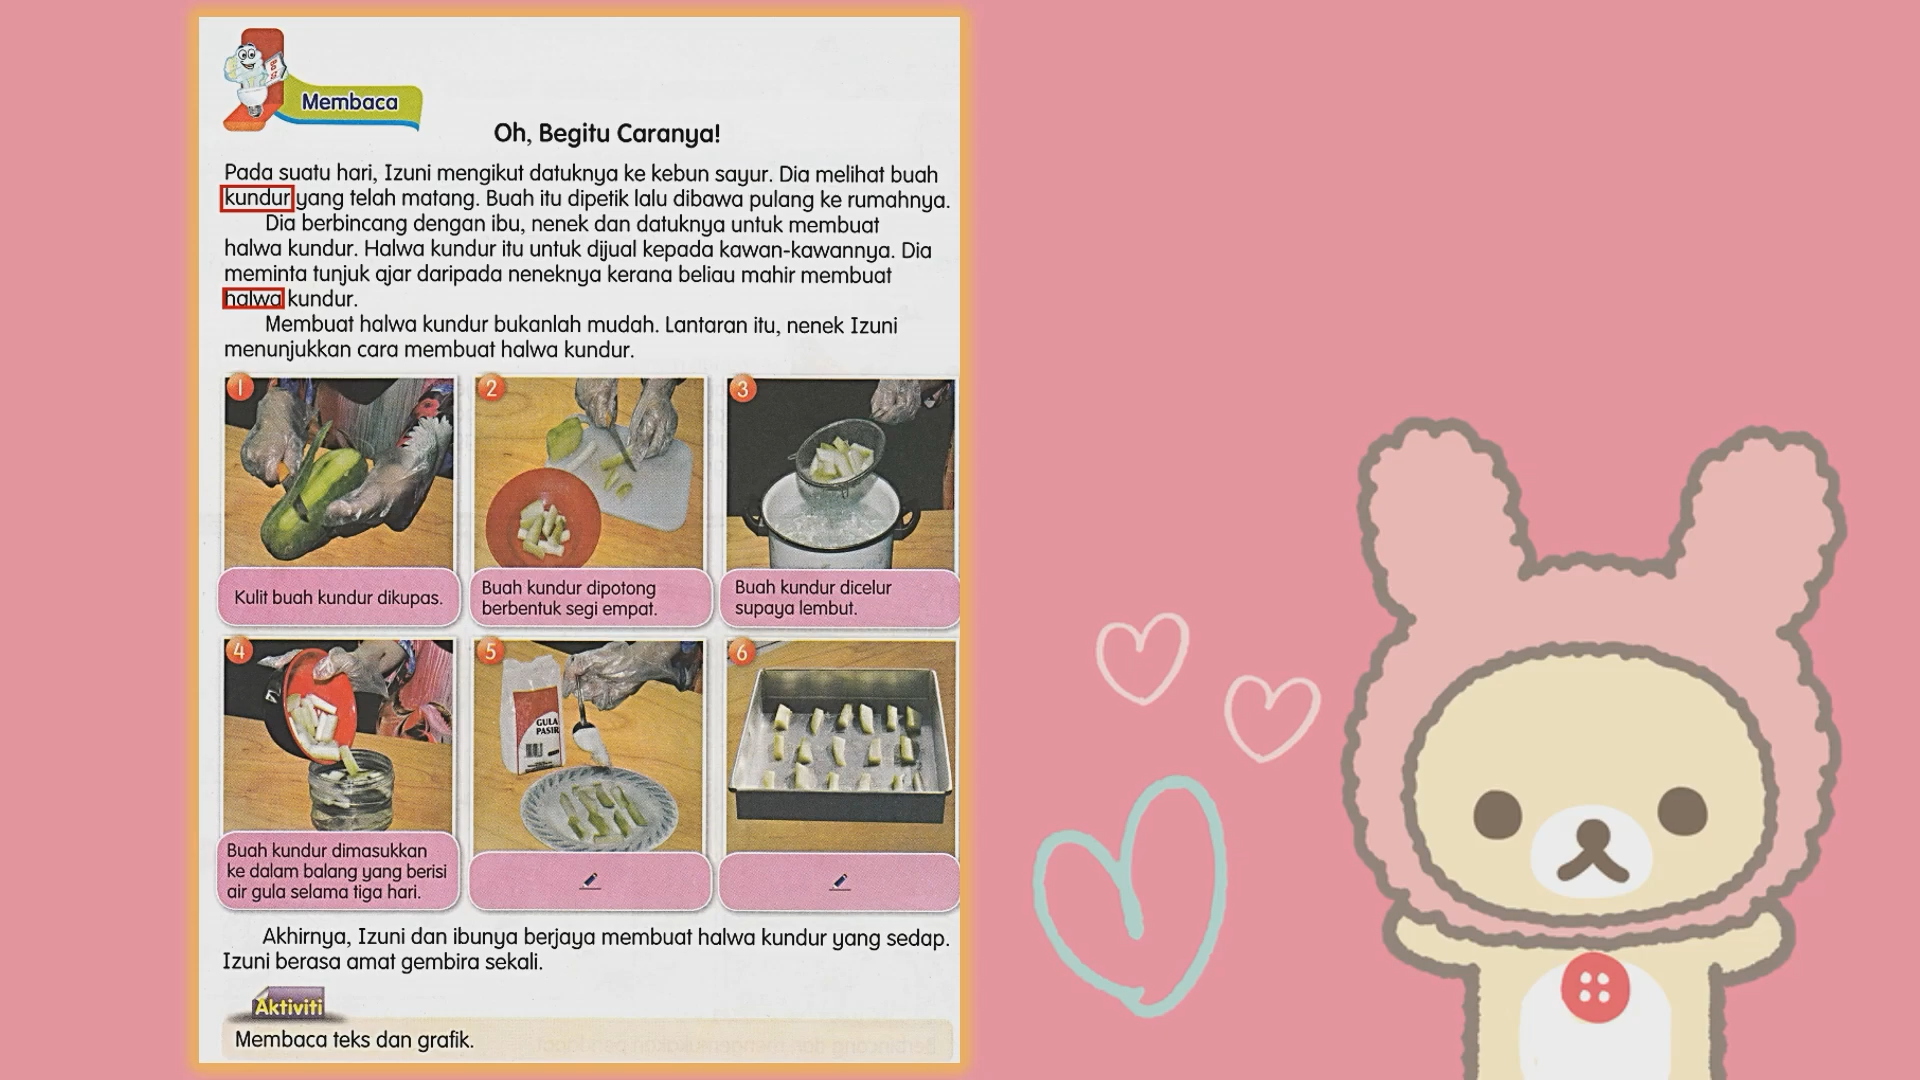 Membaca
Oh, Begitu Caranya!
Pada suatu hari, Izuni mengikut datuknya ke kebun sayur. Dia melihat buah
kundur yang telah matang. Buah itu dipetik lalu dibawa pulang ke rumahnya.
Dia berbincang dengan ibu, nenek dan datuknya untuk membuat
halwa kundur. Halwa kundur itu untuk dijual kepada kawan-kawannya. Dia
meminta tunjuk ajar daripada neneknya kerana beliau mahir membuat
halwa kundur.
Membuat halwa kundur bukanlah mudah. Lantaran itu, nenek Izuni
menunjukkan cara membuat halwa kundur.
1
2
3
Kulit buah kundur dikupas.
Buah kundur dipotong
berbentuk segi empat.
Buah kundur dicelur
supaya lembut.
4
5
6
GULA
PASIR
Buah kundur dimasukkan
ke dalam balang yang berisi
air gula selama tiga hari.
Akhirnya, Izuni dan ibunya berjaya membuat halwa kundur yang sedap.
Izuni berasa amat gembira sekali.
Aktiviti
Membaca teks dan grafik.